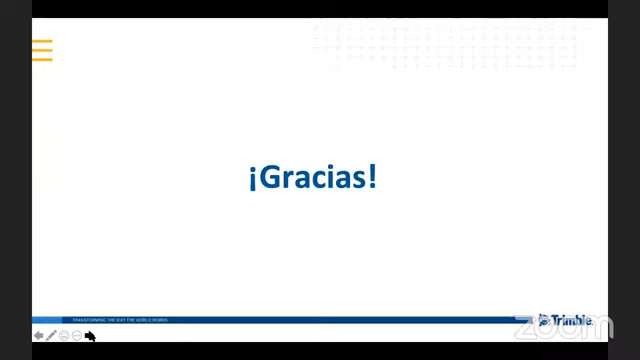 ¡Gracias!
TRANSFORMING THE WAY THE WORLD WORKS
Trimble.
zoom